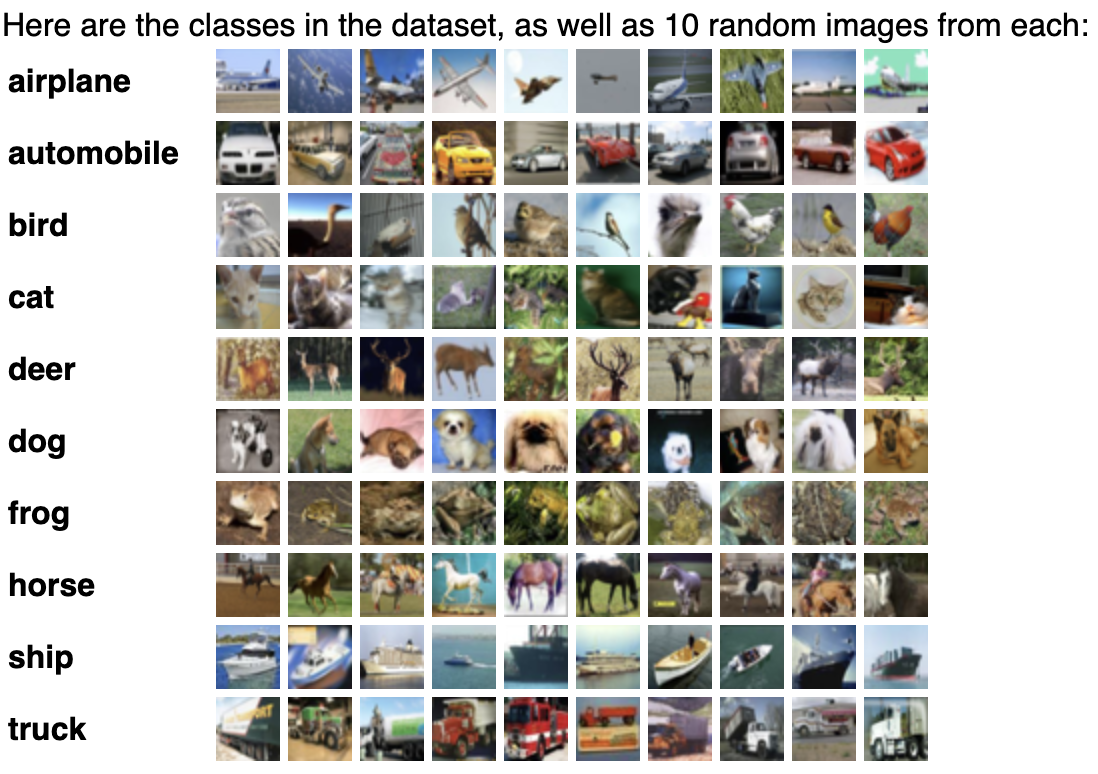 Here are the classes in the dataset, as well as 10 random images from each:
airplane
automobile
bird
cat
deer
dog
frog
horse
ship
truck